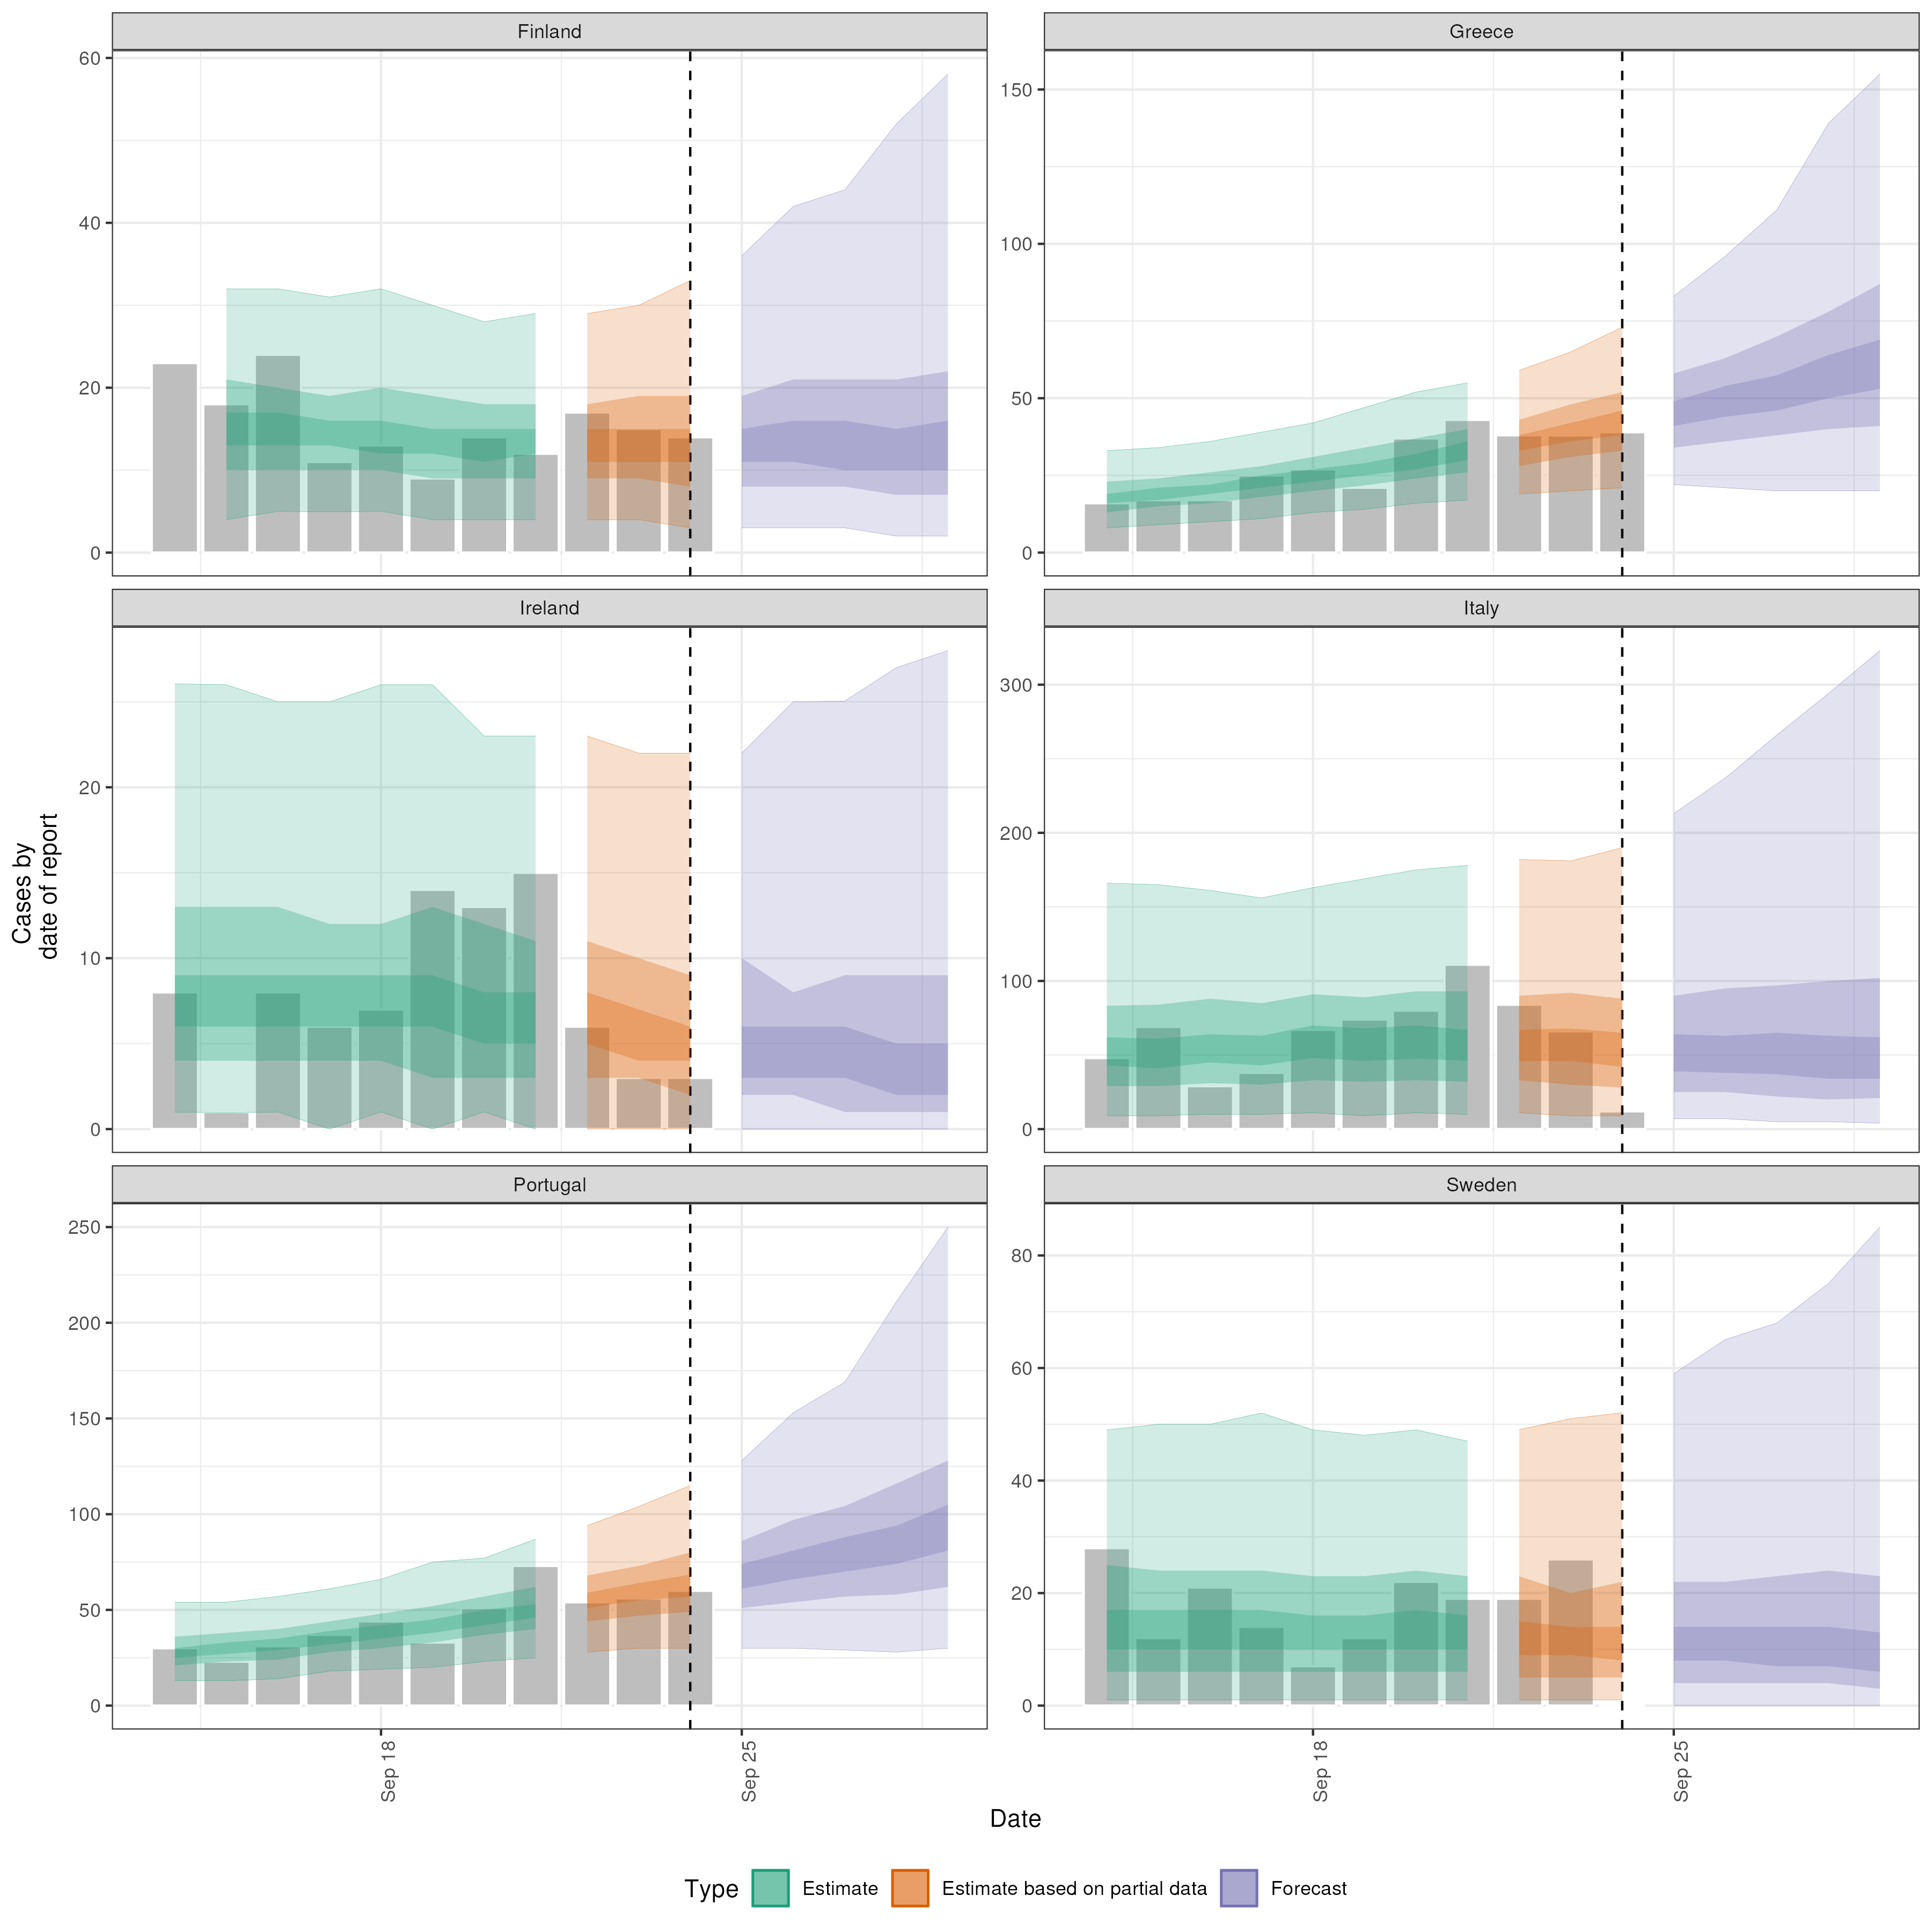 Finland
Greece
60
40
20
0
150
100
50
0
Ireland
Italy
Cases by
date of report
20
10
0
300
200
100
0
Portugal
Sweden
250
200
150
100
50
0
80
60
40
20
0
Sep 18
Sep 25
Sep 18
Sep 25
Date
Type
Estimate
Estimate based on partial data
Forecast